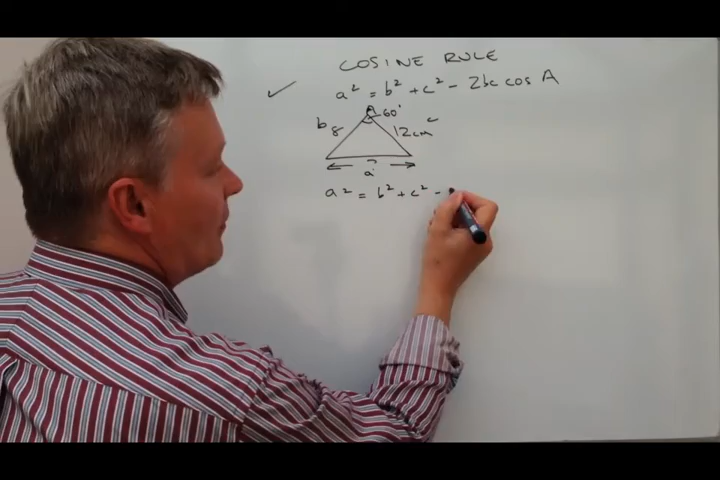 COSINE RULE
✓ a² = b² + c² - 2bc cos A
A 60°
b 8 12cm c
?
a
a² = b² + c² -